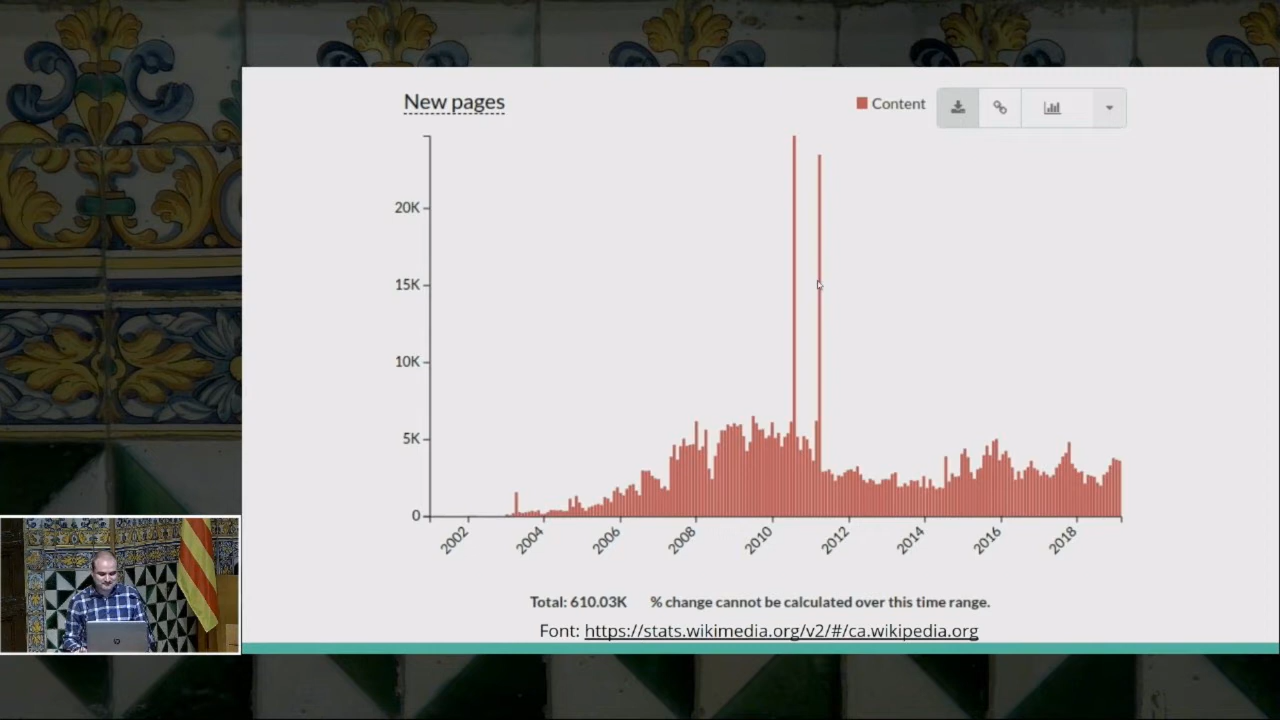 New pages
Content
20K
15K
10K
5K
0
2002
2004
2006
2008
2010
2012
2014
2016
2018
Total: 610.03K % change cannot be calculated over this time range.
Font: https://stats.wikimedia.org/v2/#/ca.wikipedia.org